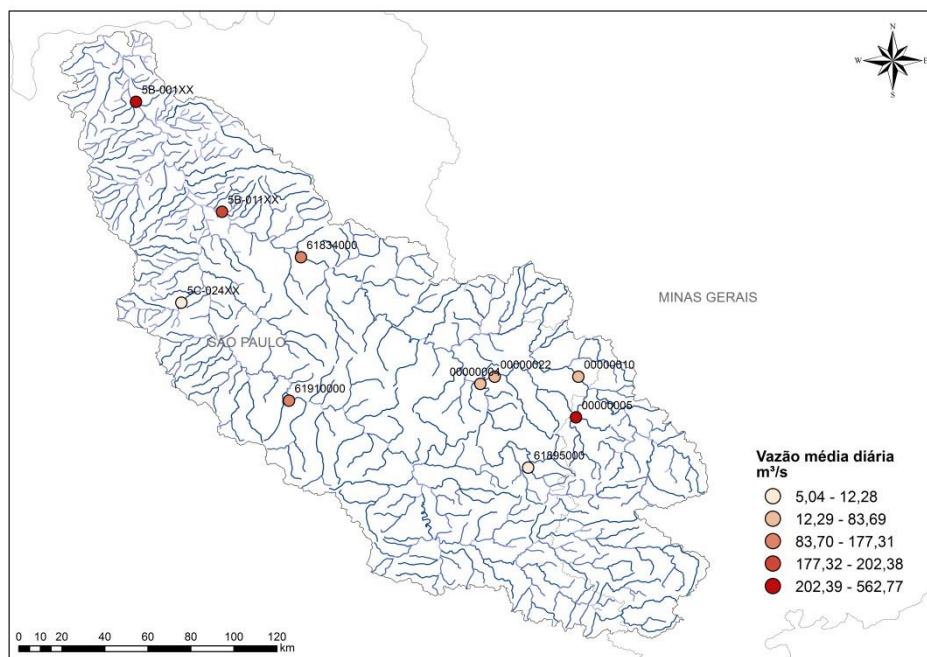 N
W E
S
5B-001XX
5B-011XX
61834000
5C-024XX
MINAS GERAIS
SÃO PAULO
00000022
00000004
00000010
61910000
00000005
61895000
Vazão média diária
m³/s
5,04 - 12,28
12,29 - 83,69
83,70 - 177,31
177,32 - 202,38
202,39 - 562,77
0 5 10 20 40 60 80 100 120
km